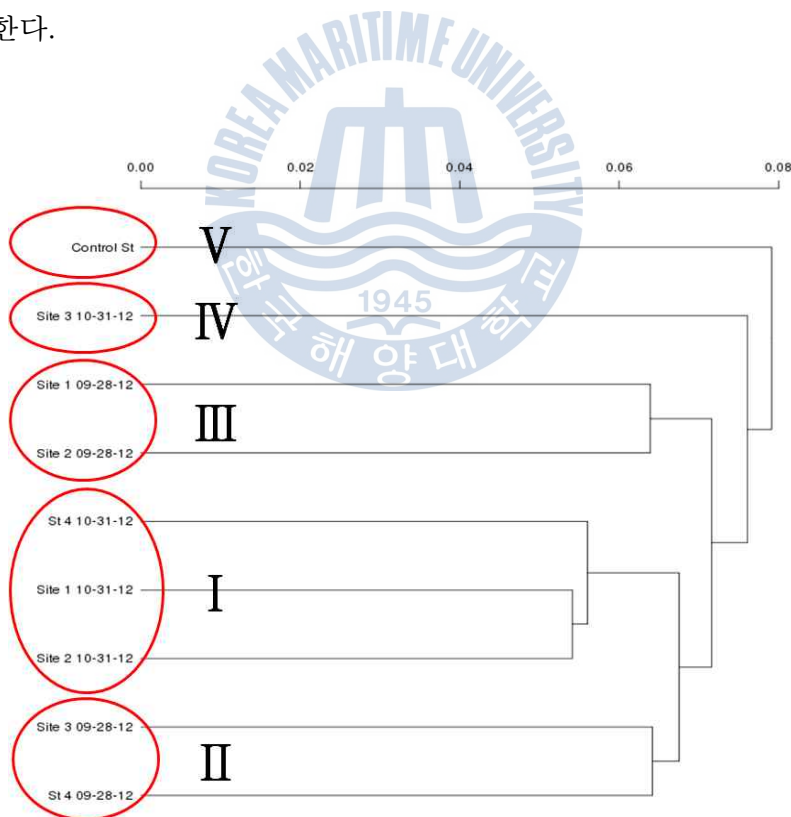 한다.
KOREA MARITIME UNIVERSITY
0.00 0.02 0.04 0.06 0.08
Control St V
Site 3 10-31-12 IV
1945
한국해양대학교
Site 1 09-28-12
III
Site 2 09-28-12
St 4 10-31-12
Site 1 10-31-12 I
Site 2 10-31-12
Site 3 09-28-12
II
St 4 09-28-12